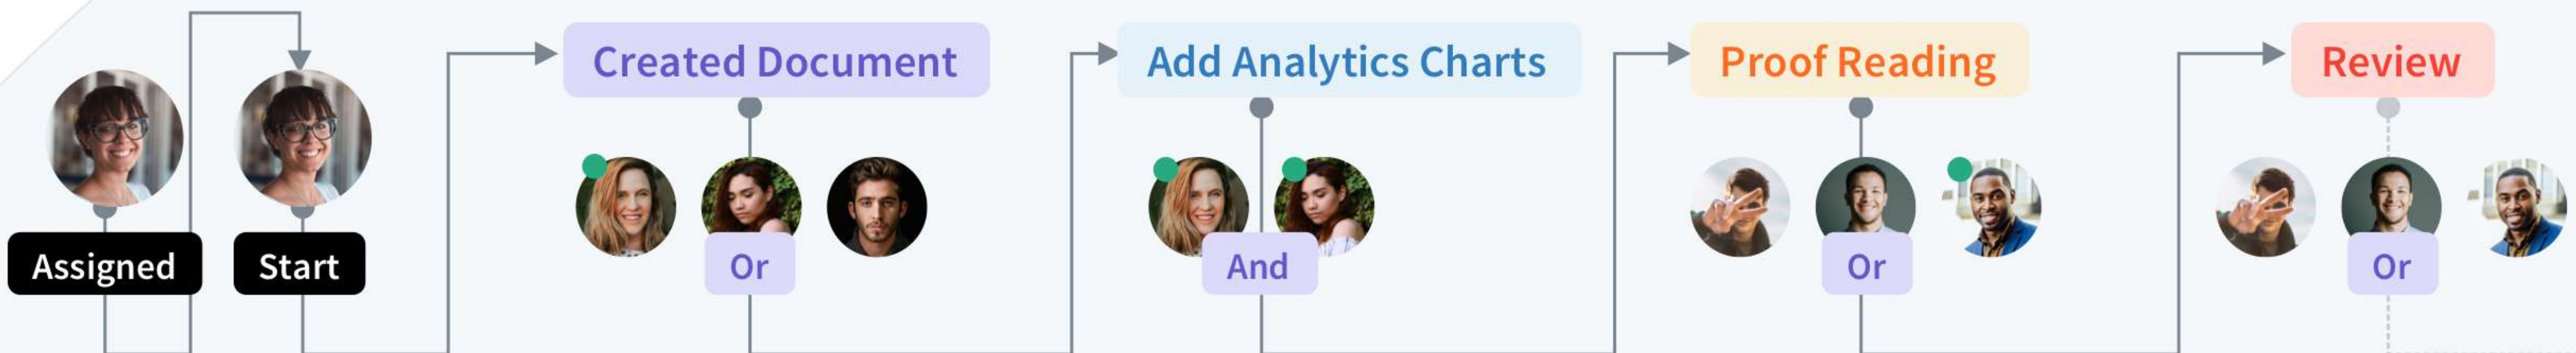 Assigned
Start
Created Document
Or
Add Analytics Charts
And
Proof Reading
Or
Review
Or